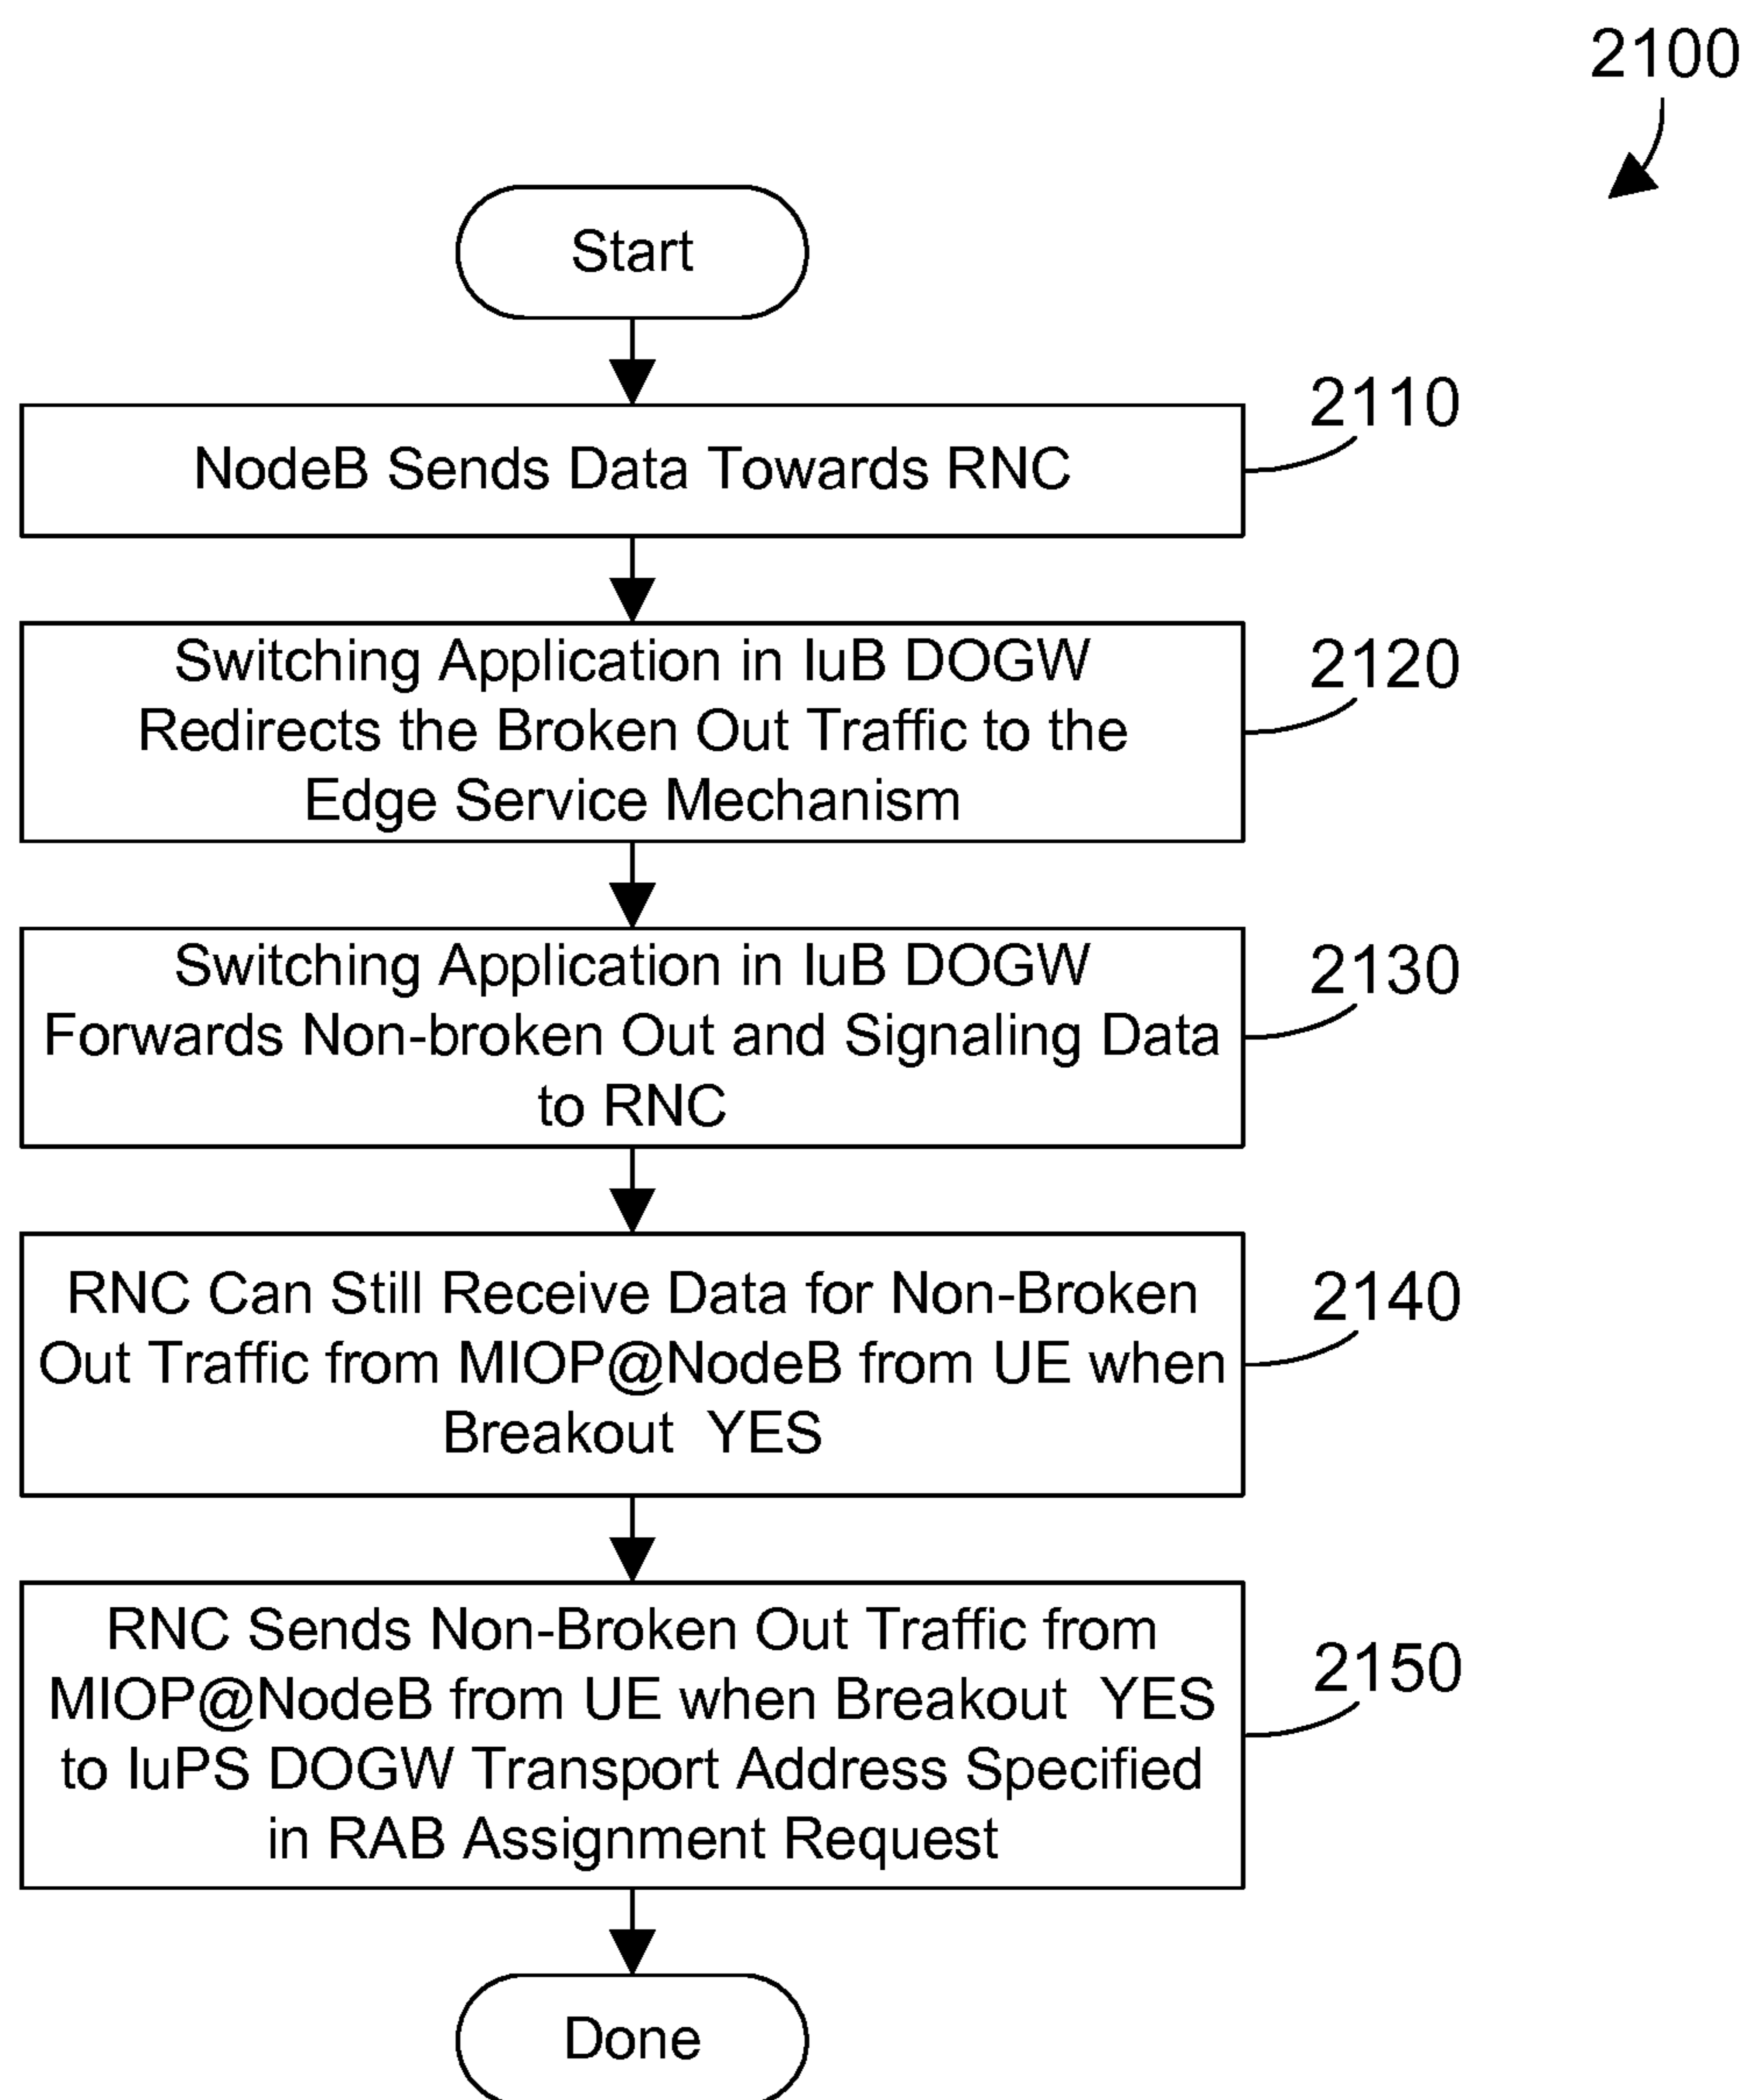 2100
Start
2110
NodeB Sends Data Towards RNC
2120
Switching Application in IuB DOGW
Redirects the Broken Out Traffic to the
Edge Service Mechanism
2130
Switching Application in IuB DOGW
Forwards Non-broken Out and Signaling Data
to RNC
2140
RNC Can Still Receive Data for Non-Broken
Out Traffic from MIOP@NodeB from UE when
Breakout  YES
2150
RNC Sends Non-Broken Out Traffic from
MIOP@NodeB from UE when Breakout  YES
to IuPS DOGW Transport Address Specified
in RAB Assignment Request
Done